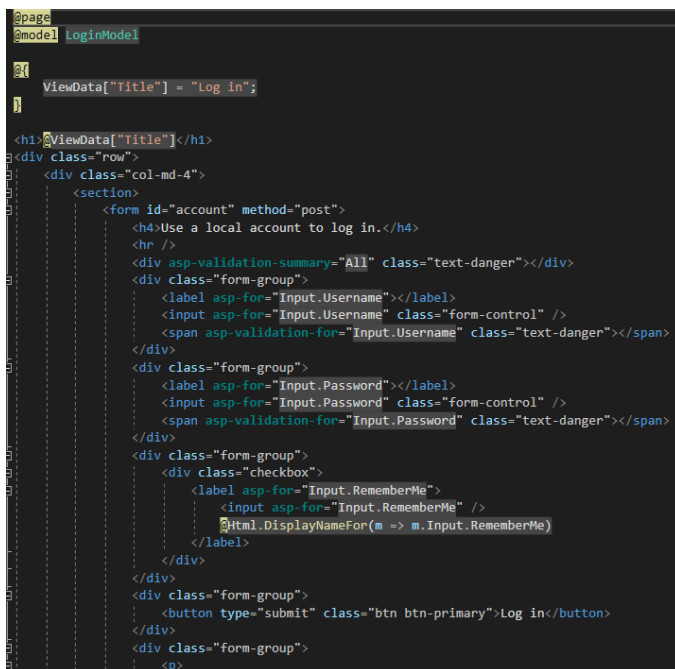 @page
@model LoginModel
@{
ViewData["Title"] = "Log in";
}
<h1>@ViewData["Title"]</h1>
<div class="row">
<div class="col-md-4">
<section>
<form id="account" method="post">
<h4>Use a local account to log in.</h4>
<hr />
<div asp-validation-summary="All" class="text-danger"></div>
<div class="form-group">
<label asp-for="Input.Username"></label>
<input asp-for="Input.Username" class="form-control" />
<span asp-validation-for="Input.Username" class="text-danger"></span>
</div>
<div class="form-group">
<label asp-for="Input.Password"></label>
<input asp-for="Input.Password" class="form-control" />
<span asp-validation-for="Input.Password" class="text-danger"></span>
</div>
<div class="form-group">
<div class="checkbox">
<label asp-for="Input.RememberMe">
<input asp-for="Input.RememberMe" />
@Html.DisplayNameFor(m => m.Input.RememberMe)
</label>
</div>
</div>
<div class="form-group">
<button type="submit" class="btn btn-primary">Log in</button>
</div>
<div class="form-group">
<p>